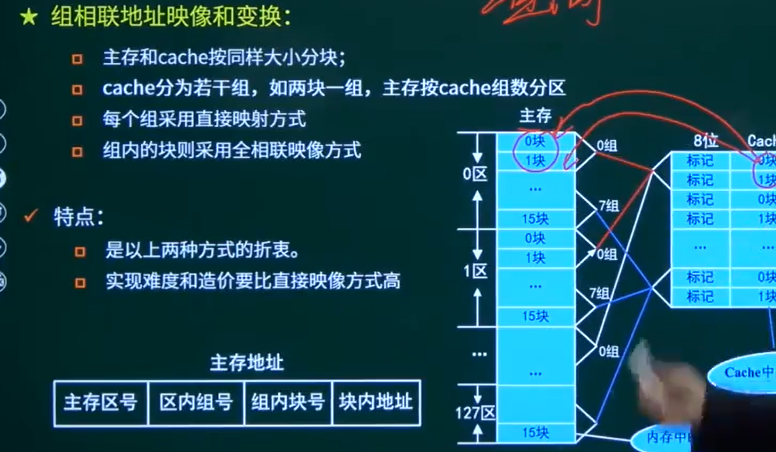 ★ 组相联地址映像和变换：
主存和cache按同样大小分块；
cache分为若干组，如两块一组，主存按cache组数分区
每个组采用直接映射方式
组内的块则采用全相联映像方式
✓ 特点：
是以上两种方式的折衷。
实现难度和造价要比直接映像方式高
主存地址
主存区号 区内组号 组内块号 块内地址
主存
0区
0块
1块
...
15块
1区
0块
1块
...
15块
...
...
127区
15块
0组
7组
0组
7组
0组
8位 Cach
标记 0块
标记 1块
标记 0块
标记 1块
... ...
标记 0块
标记 1块
Cache中
内存中